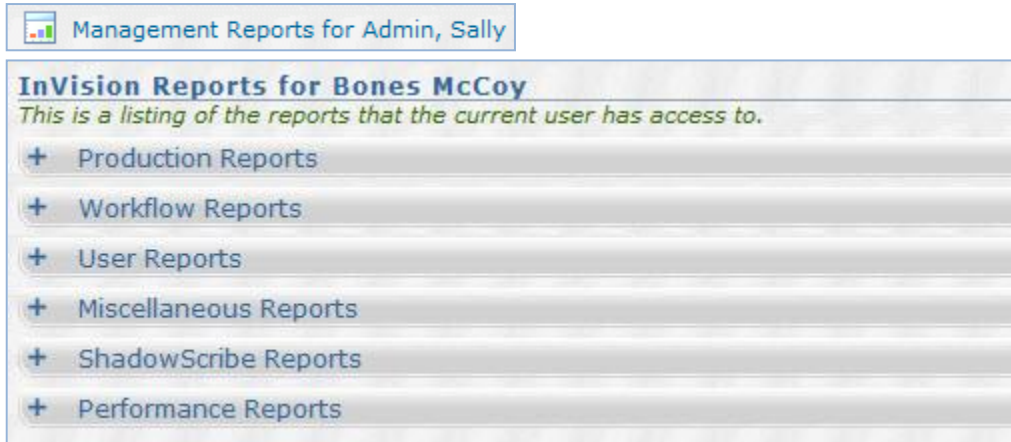 Management Reports for Admin, Sally
InVision Reports for Bones McCoy
This is a listing of the reports that the current user has access to.
+ Production Reports
+ Workflow Reports
+ User Reports
+ Miscellaneous Reports
+ ShadowScribe Reports
+ Performance Reports